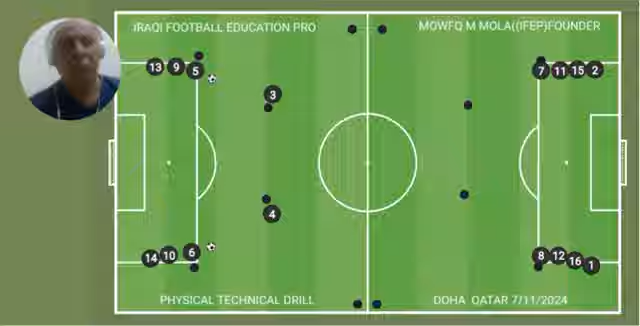 IRAQI FOOTBALL EDUCATION PRO
MOWFQ M MOLA((IFEP)FOUNDER
13 9 5
7 11 15 2
3
4
14 10 6
8 12 16 1
PHYSICAL TECHNICAL DRILL
DOHA QATAR 7/11/2024